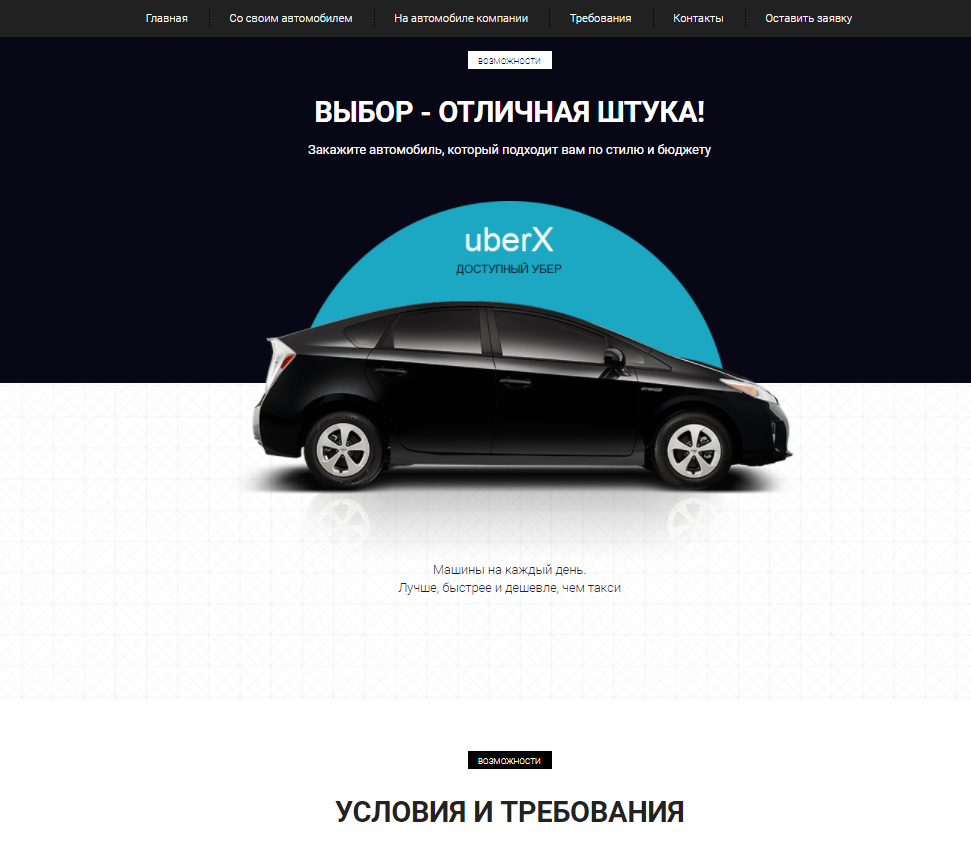 Главная
Со своим автомобилем
На автомобиле компании
Требования
Контакты
Оставить заявку
ВОЗМОЖНОСТИ
ВЫБОР - ОТЛИЧНАЯ ШТУКА!
Закажите автомобиль, который подходит вам по стилю и бюджету
uberX
ДОСТУПНЫЙ УБЕР
Машины на каждый день.
Лучше, быстрее и дешевле, чем такси
ВОЗМОЖНОСТИ
УСЛОВИЯ И ТРЕБОВАНИЯ